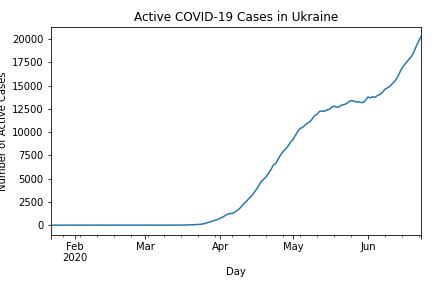 Active COVID-19 Cases in Ukraine
20000
17500
15000
12500
10000
7500
5000
2500
0
Number of Active Cases
Feb Mar Apr May Jun
2020
Day